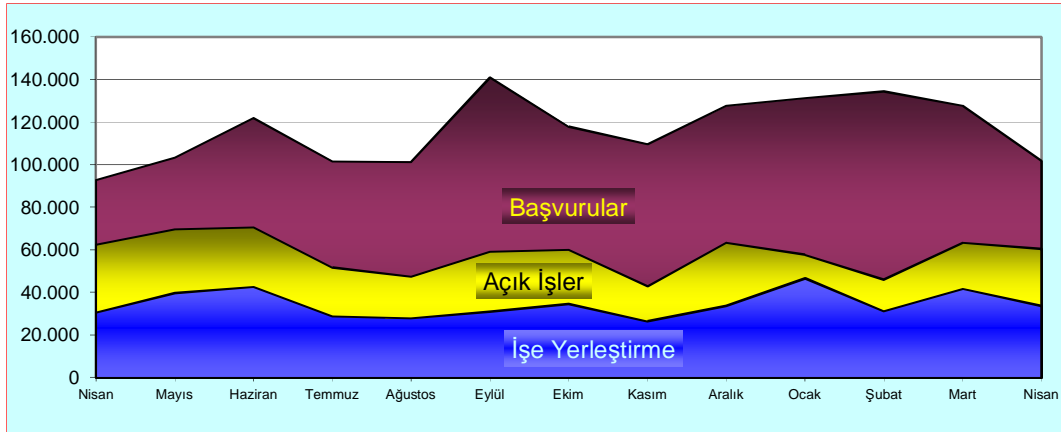 160.000
140.000
120.000
100.000
80.000
60.000
40.000
20.000
0
Başvurular
Açık İşler
İşe Yerleştirme
Nisan Mayıs Haziran Temmuz Ağustos Eylül Ekim Kasım Aralık Ocak Şubat Mart Nisan